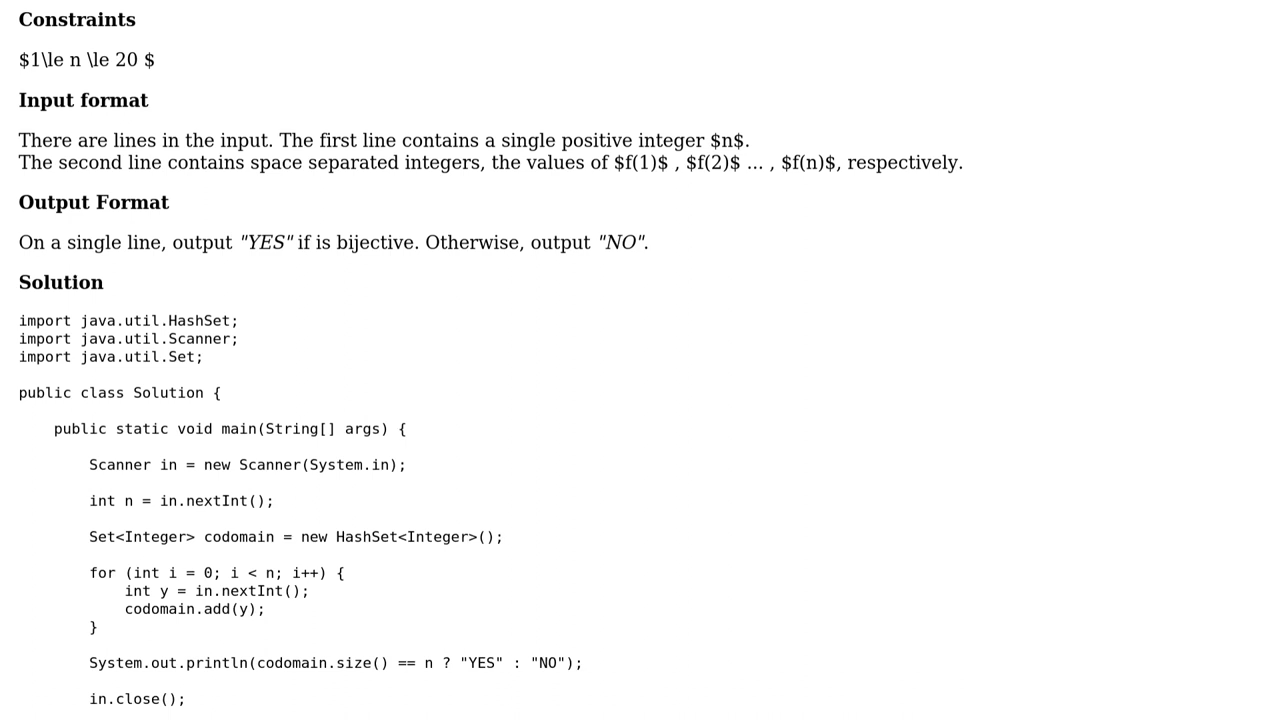 Constraints
$1\le n \le 20 $
Input format
There are lines in the input. The first line contains a single positive integer $n$.
The second line contains space separated integers, the values of $f(1)$ , $f(2)$ ... , $f(n)$, respectively.
Output Format
On a single line, output "YES" if is bijective. Otherwise, output "NO".
Solution
import java.util.HashSet;
import java.util.Scanner;
import java.util.Set;
public class Solution {
    public static void main(String[] args) {
        Scanner in = new Scanner(System.in);
        int n = in.nextInt();
        Set<Integer> codomain = new HashSet<Integer>();
        for (int i = 0; i < n; i++) {
            int y = in.nextInt();
            codomain.add(y);
        }
        System.out.println(codomain.size() == n ? "YES" : "NO");
        in.close();